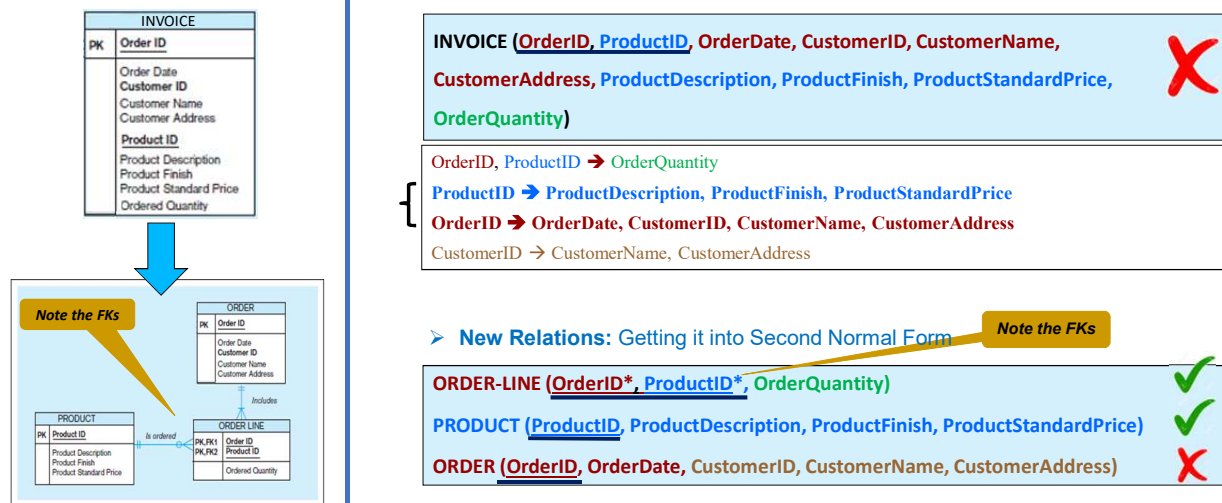 INVOICE
PK Order ID
Order Date
Customer ID
Customer Name
Customer Address
Product ID
Product Description
Product Finish
Product Standard Price
Ordered Quantity
Note the FKs
ORDER
PK Order ID
Order Date
Customer ID
Customer Name
Customer Address
Includes
PRODUCT
PK Product ID
Product Description
Product Finish
Product Standard Price
Is ordered
ORDER LINE
PK,FK1 Order ID
PK,FK2 Product ID
Ordered Quantity
INVOICE (OrderID, ProductID, OrderDate, CustomerID, CustomerName,
CustomerAddress, ProductDescription, ProductFinish, ProductStandardPrice,
OrderQuantity)
OrderID, ProductID ➔ OrderQuantity
ProductID ➔ ProductDescription, ProductFinish, ProductStandardPrice
OrderID ➔ OrderDate, CustomerID, CustomerName, CustomerAddress
CustomerID → CustomerName, CustomerAddress
➢ New Relations: Getting it into Second Normal Form
Note the FKs
ORDER-LINE (OrderID*, ProductID*, OrderQuantity)
PRODUCT (ProductID, ProductDescription, ProductFinish, ProductStandardPrice)
ORDER (OrderID, OrderDate, CustomerID, CustomerName, CustomerAddress)